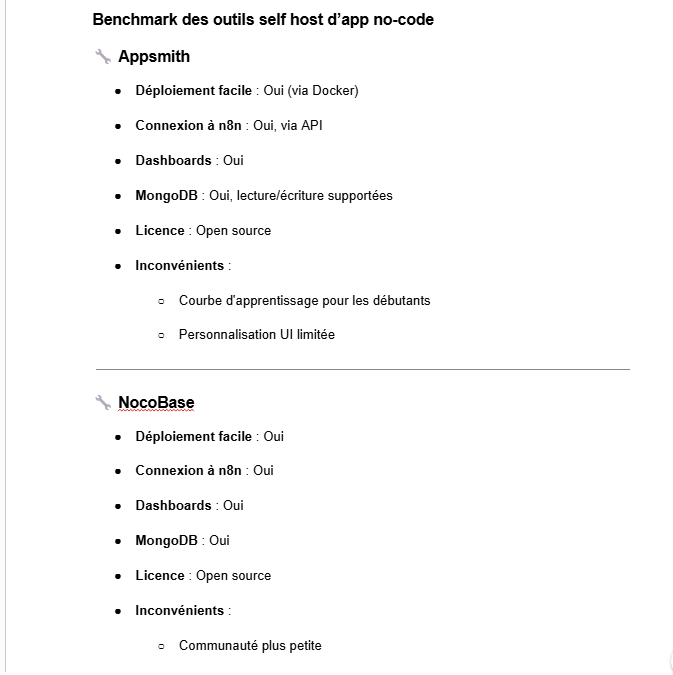 Benchmark des outils self host d’app no-code
🔧 Appsmith
● Déploiement facile : Oui (via Docker)
● Connexion à n8n : Oui, via API
● Dashboards : Oui
● MongoDB : Oui, lecture/écriture supportées
● Licence : Open source
● Inconvénients :
○ Courbe d'apprentissage pour les débutants
○ Personnalisation UI limitée
🔧 NocoBase
● Déploiement facile : Oui
● Connexion à n8n : Oui
● Dashboards : Oui
● MongoDB : Oui
● Licence : Open source
● Inconvénients :
○ Communauté plus petite